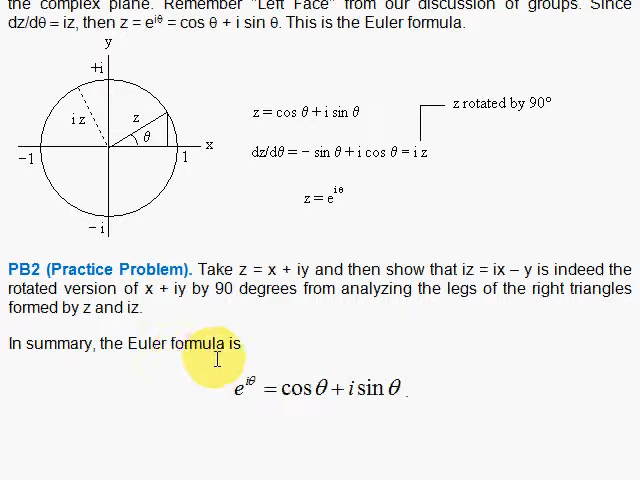 the complex plane. Remember "Left Face" from our discussion of groups. Since
dz/dθ = iz, then z = e^{iθ} = cos θ + i sin θ. This is the Euler formula.
y
+i
z rotated by 90°
z
z = cos θ + i sin θ
i z
θ
x
dz/dθ = − sin θ + i cos θ = i z
−1
1
z = e^{iθ}
− i
PB2 (Practice Problem). Take z = x + iy and then show that iz = ix – y is indeed the
rotated version of x + iy by 90 degrees from analyzing the legs of the right triangles
formed by z and iz.
In summary, the Euler formula is
e^{iθ} = cos θ + i sin θ .